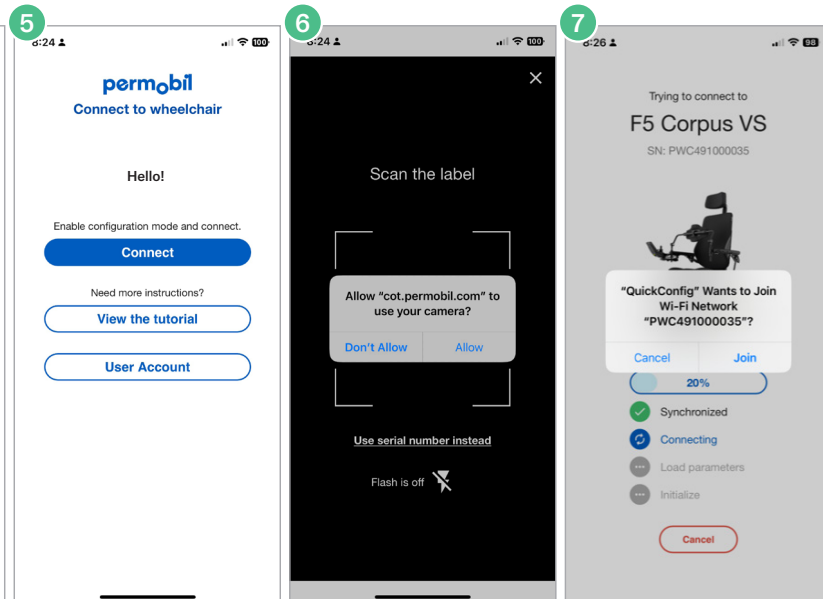 5
8:24
100
permobil
Connect to wheelchair
Hello!
Enable configuration mode and connect.
Connect
Need more instructions?
View the tutorial
User Account
6
8:24
100
Scan the label
Allow “cot.permobil.com” to
use your camera?
Don’t Allow
Allow
Use serial number instead
Flash is off
7
8:26
98
Trying to connect to
F5 Corpus VS
SN: PWC491000035
“QuickConfig” Wants to Join
Wi-Fi Network
“PWC491000035”?
Cancel
Join
20%
Synchronized
Connecting
Load parameters
Initialize
Cancel